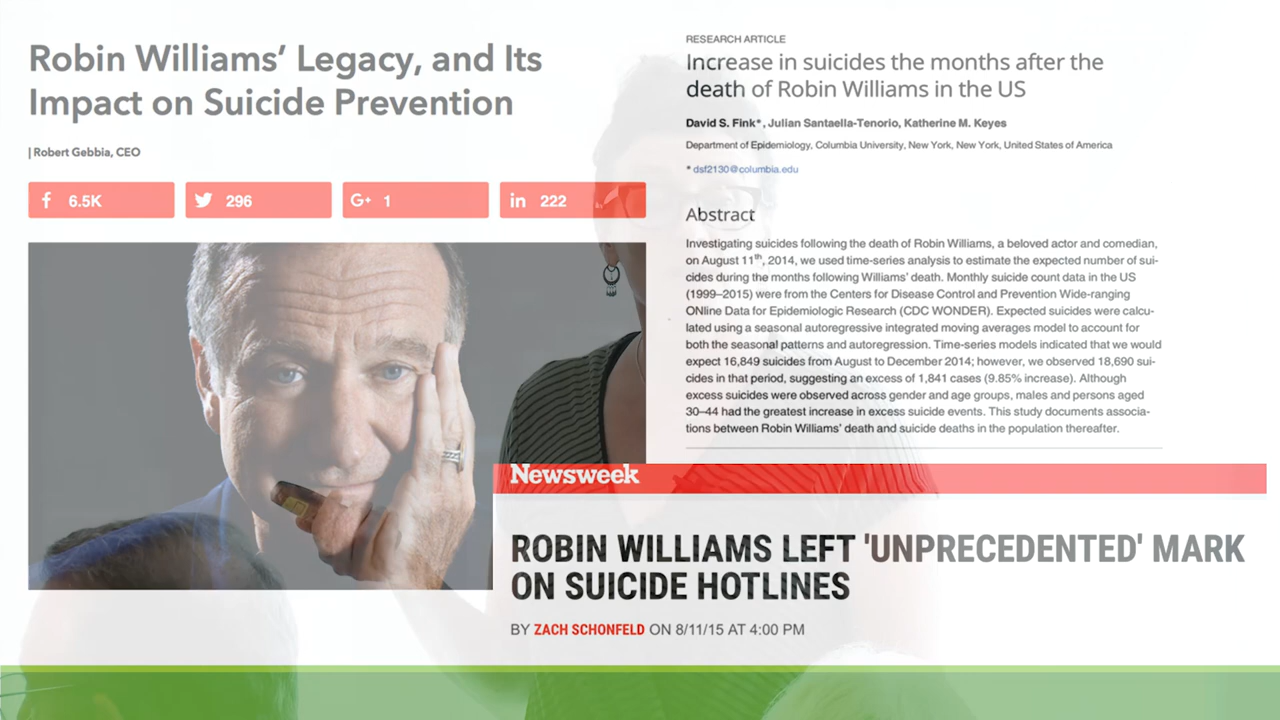 Robin Williams’ Legacy, and Its
Impact on Suicide Prevention
| Robert Gebbia, CEO
f 6.5K
296
G+ 1
in 222
RESEARCH ARTICLE
Increase in suicides the months after the
death of Robin Williams in the US
David S. Fink*, Julian Santaella-Tenorio, Katherine M. Keyes
Department of Epidemiology, Columbia University, New York, New York, United States of America
* dsf2130@columbia.edu
Abstract
Investigating suicides following the death of Robin Williams, a beloved actor and comedian,
on August 11th, 2014, we used time-series analysis to estimate the expected number of sui-
cides during the months following Williams’ death. Monthly suicide count data in the US
(1999–2015) were from the Centers for Disease Control and Prevention Wide-ranging
ONline Data for Epidemiologic Research (CDC WONDER). Expected suicides were calcu-
lated using a seasonal autoregressive integrated moving averages model to account for
both the seasonal patterns and autoregression. Time-series models indicated that we would
expect 16,849 suicides from August to December 2014; however, we observed 18,690 sui-
cides in that period, suggesting an excess of 1,841 cases (9.85% increase). Although
excess suicides were observed across gender and age groups, males and persons aged
30–44 had the greatest increase in excess suicide events. This study documents associa-
tions between Robin Williams’ death and suicide deaths in the population thereafter.
Newsweek
ROBIN WILLIAMS LEFT 'UNPRECEDENTED' MARK
ON SUICIDE HOTLINES
BY ZACH SCHONFELD ON 8/11/15 AT 4:00 PM